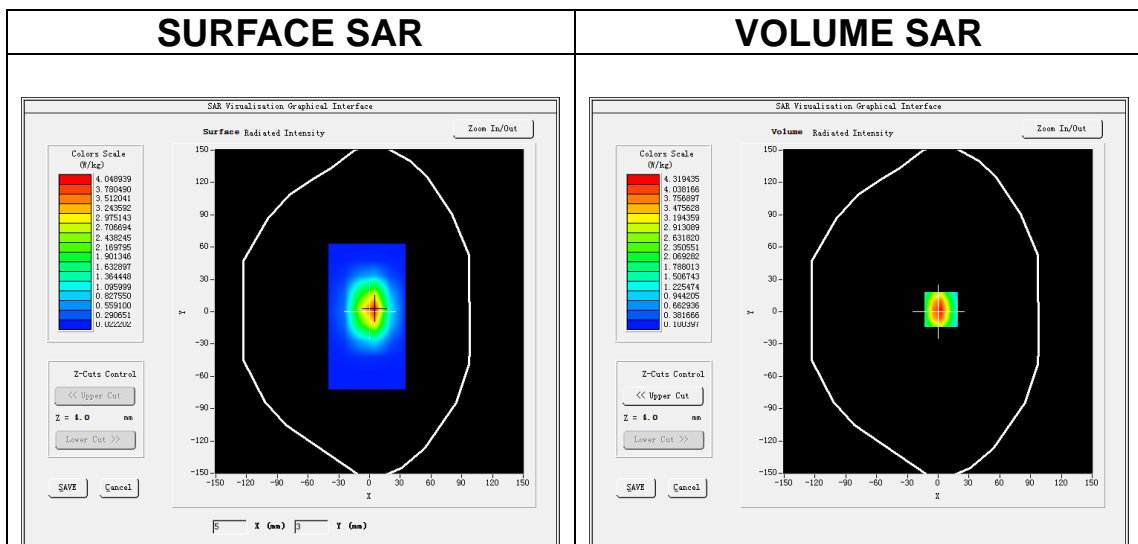 SURFACE SAR
VOLUME SAR
SAR Visualisation Graphical Interface
Surface Radiated Intensity
Zoom In/Out
Colors Scale
(W/kg)
4.048939
3.780490
3.512041
3.243592
2.975143
2.706694
2.438245
2.169795
1.901346
1.632897
1.364448
1.095999
0.827550
0.559100
0.290651
0.022202
Z-Cuts Control
<< Upper Cut
Z = 4.0 mm
Lower Cut >>
SAVE
Cancel
150
120
90
60
30
0
-30
-60
-90
-120
-150
Y
-150 -120 -90 -60 -30 0 30 60 90 120 150
X
5 X (mm) 3 Y (mm)
SAR Visualisation Graphical Interface
Volume Radiated Intensity
Zoom In/Out
Colors Scale
(W/kg)
4.319435
4.038166
3.756897
3.475628
3.194359
2.913089
2.631820
2.350551
2.069282
1.788013
1.506743
1.225474
0.944205
0.662936
0.381666
0.100397
Z-Cuts Control
<< Upper Cut
Z = 4.0 mm
Lower Cut >>
SAVE
Cancel
150
120
90
60
30
0
-30
-60
-90
-120
-150
Y
-150 -120 -90 -60 -30 0 30 60 90 120 150
X